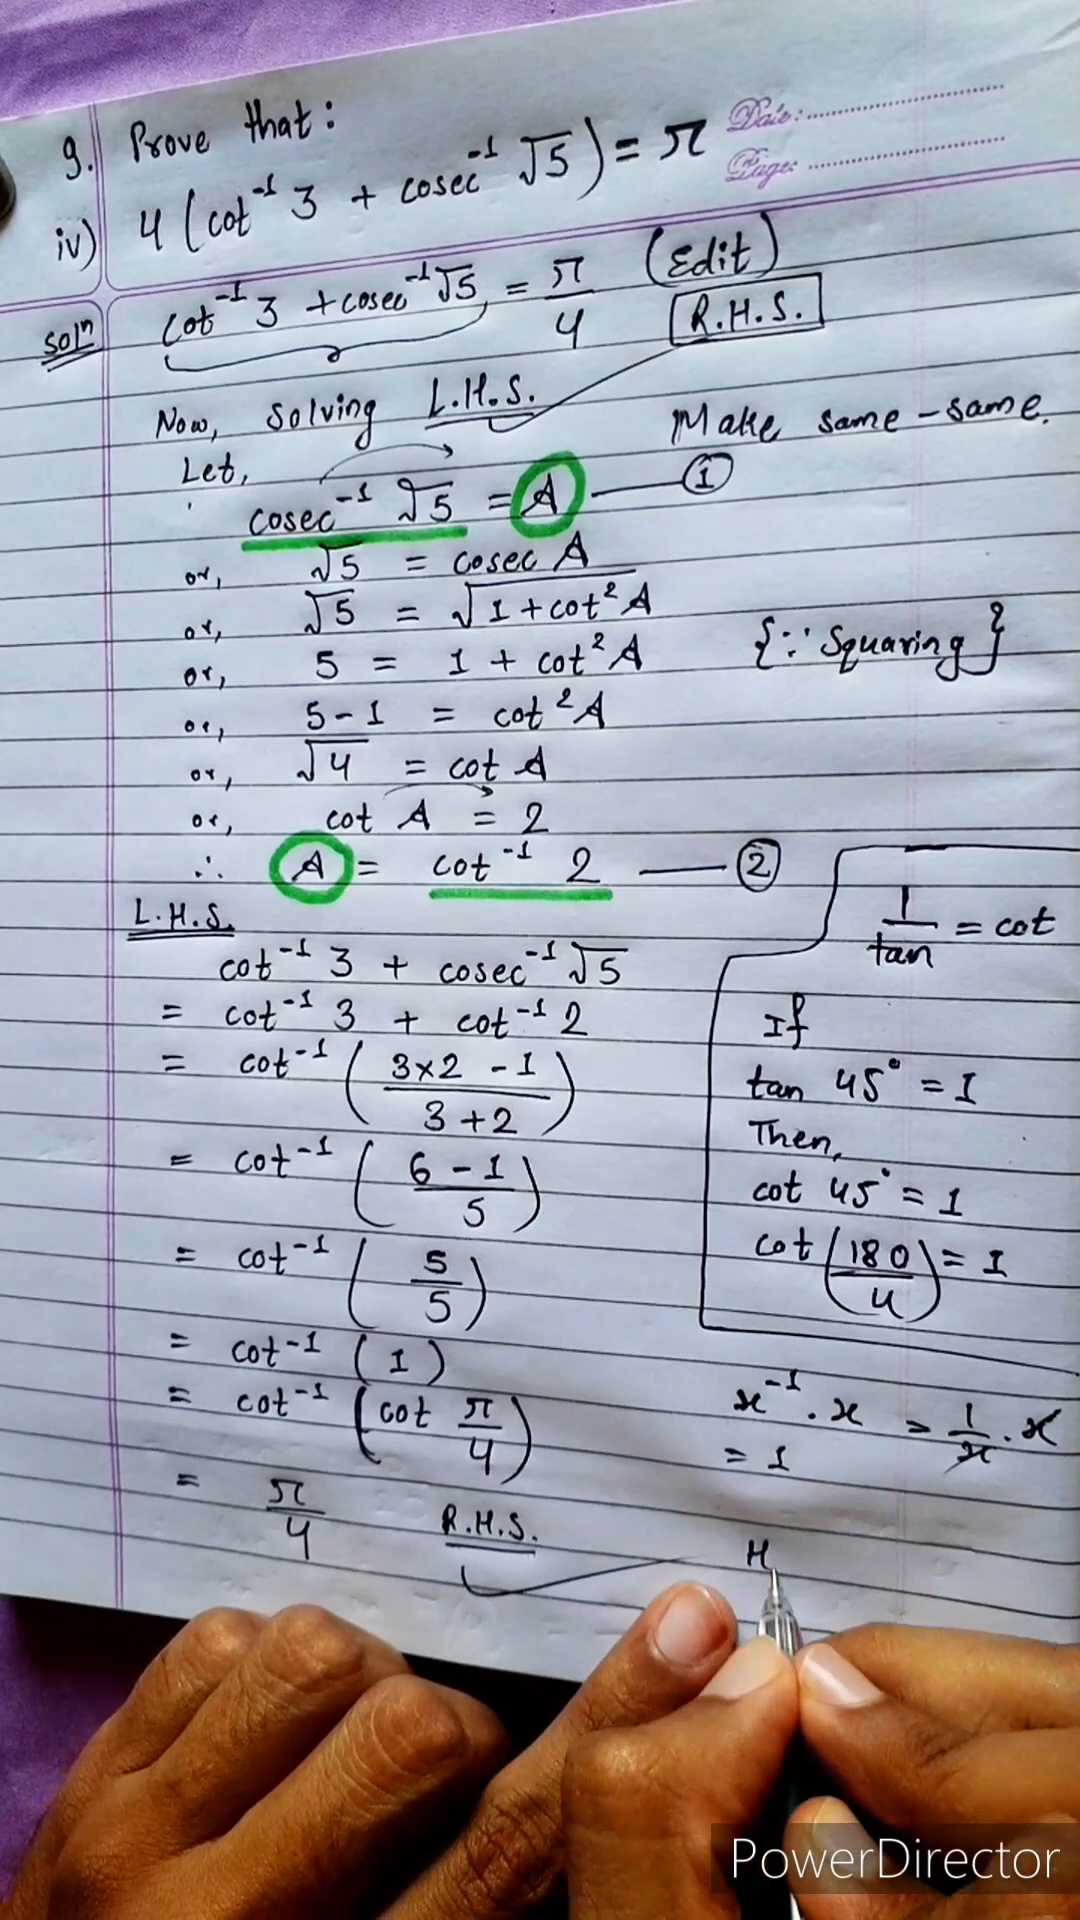 9. Prove that:
Date:
Page:
iv) 4 (cot⁻¹ 3 + cosec⁻¹ √5) = π
soln cot⁻¹ 3 + cosec⁻¹ √5 = π/4 (Edit)
R.H.S.
Now, solving L.H.S.
Make same-same.
Let,
cosec⁻¹ √5 = A —— ①
or, √5 = cosec A
or, √5 = √(1 + cot² A)
or, 5 = 1 + cot² A {∵ Squaring}
or, 5 - 1 = cot² A
or, √4 = cot A
or, cot A = 2
∴ A = cot⁻¹ 2 —— ②
L.H.S.
cot⁻¹ 3 + cosec⁻¹ √5
= cot⁻¹ 3 + cot⁻¹ 2
= cot⁻¹ ((3×2 - 1)/(3 + 2))
= cot⁻¹ ((6 - 1)/5)
= cot⁻¹ (5/5)
= cot⁻¹ (1)
= cot⁻¹ (cot π/4)
= π/4 R.H.S.
1/tan = cot
If
tan 45° = 1
Then,
cot 45° = 1
cot (180/4) = 1
x⁻¹ . x = 1/x . x
= 1
H
PowerDirector